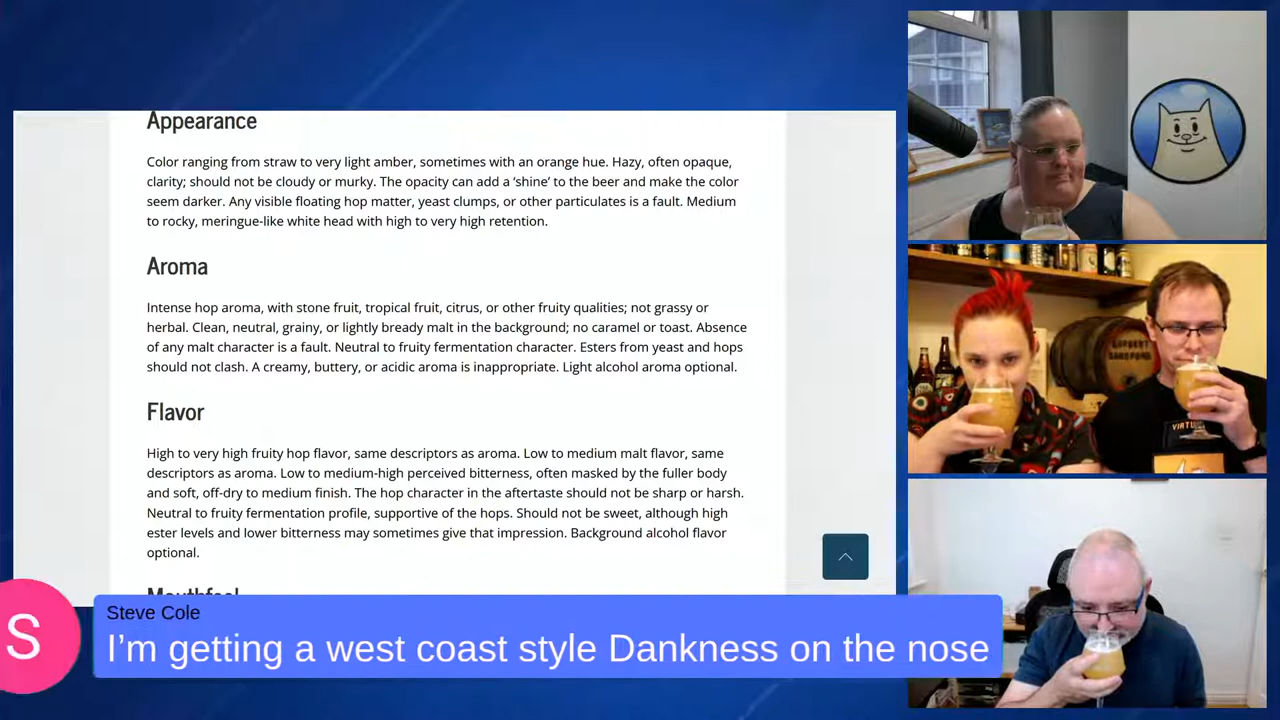 Appearance
Color ranging from straw to very light amber, sometimes with an orange hue. Hazy, often opaque,
clarity; should not be cloudy or murky. The opacity can add a ‘shine’ to the beer and make the color
seem darker. Any visible floating hop matter, yeast clumps, or other particulates is a fault. Medium
to rocky, meringue-like white head with high to very high retention.
Aroma
Intense hop aroma, with stone fruit, tropical fruit, citrus, or other fruity qualities; not grassy or
herbal. Clean, neutral, grainy, or lightly bready malt in the background; no caramel or toast. Absence
of any malt character is a fault. Neutral to fruity fermentation character. Esters from yeast and hops
should not clash. A creamy, buttery, or acidic aroma is inappropriate. Light alcohol aroma optional.
Flavor
High to very high fruity hop flavor, same descriptors as aroma. Low to medium malt flavor, same
descriptors as aroma. Low to medium-high perceived bitterness, often masked by the fuller body
and soft, off-dry to medium finish. The hop character in the aftertaste should not be sharp or harsh.
Neutral to fruity fermentation profile, supportive of the hops. Should not be sweet, although high
ester levels and lower bitterness may sometimes give that impression. Background alcohol flavor
optional.
Mouthfeel
S
Steve Cole
I’m getting a west coast style Dankness on the nose